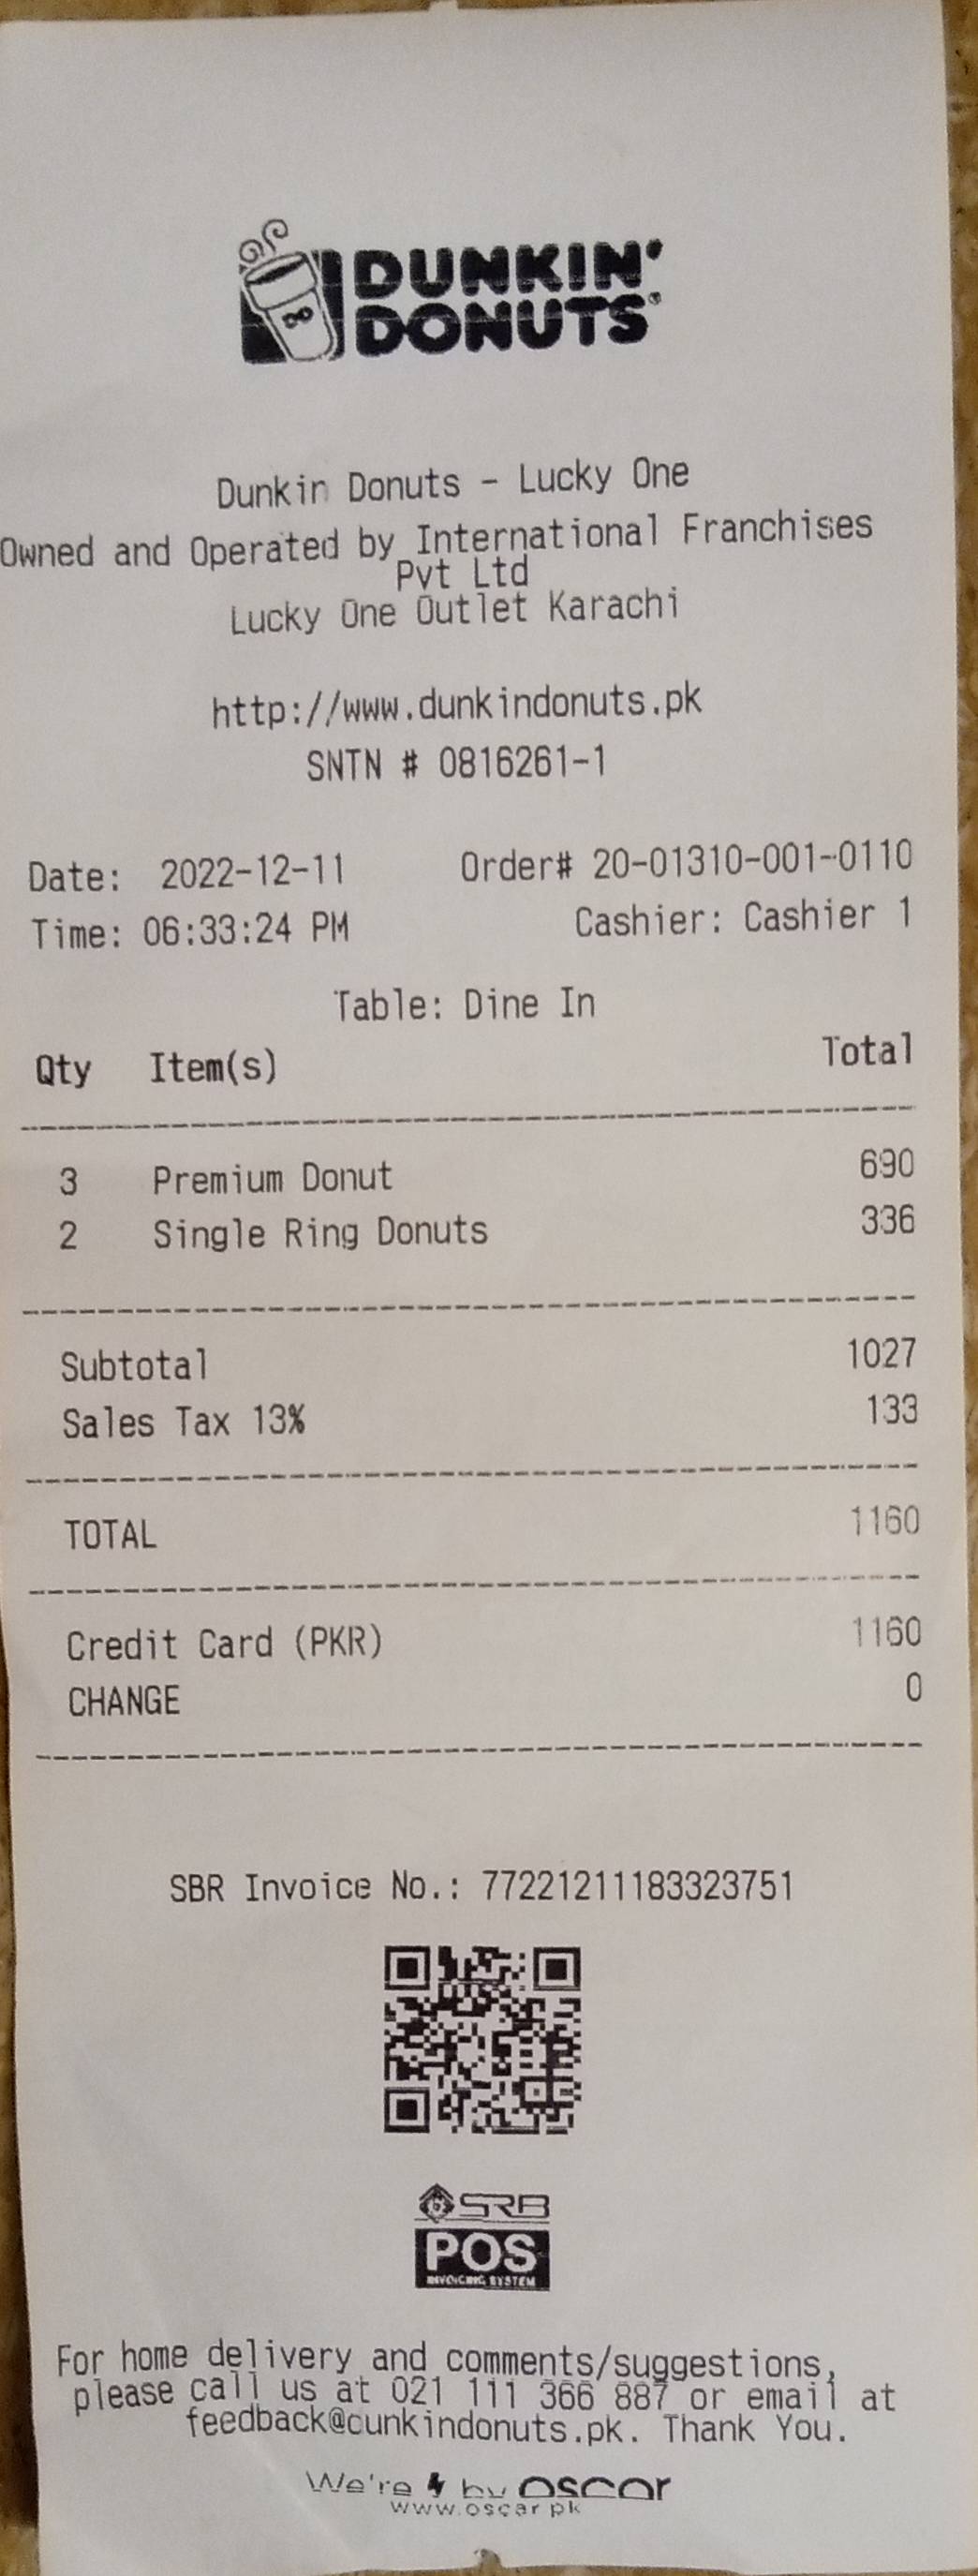 DUNKIN'
DONUTS
Dunkin Donuts - Lucky One
Owned and Operated by International Franchises
Pvt Ltd
Lucky One Outlet Karachi
http://www.dunkindonuts.pk
SNTN # 0816261-1
Date: 2022-12-11 Order# 20-01310-001-0110
Time: 06:33:24 PM Cashier: Cashier 1
Table: Dine In
Qty Item(s) Total
3 Premium Donut 690
2 Single Ring Donuts 336
Subtotal 1027
Sales Tax 13% 133
TOTAL 1160
Credit Card (PKR) 1160
CHANGE 0
SBR Invoice No.: 77221211183323751
SRB
POS
INVOICING SYSTEM
For home delivery and comments/suggestions,
please call us at 021 111 366 887 or email at
feedback@cunkindonuts.pk. Thank You.
We're by oscar
www.oscar.pk